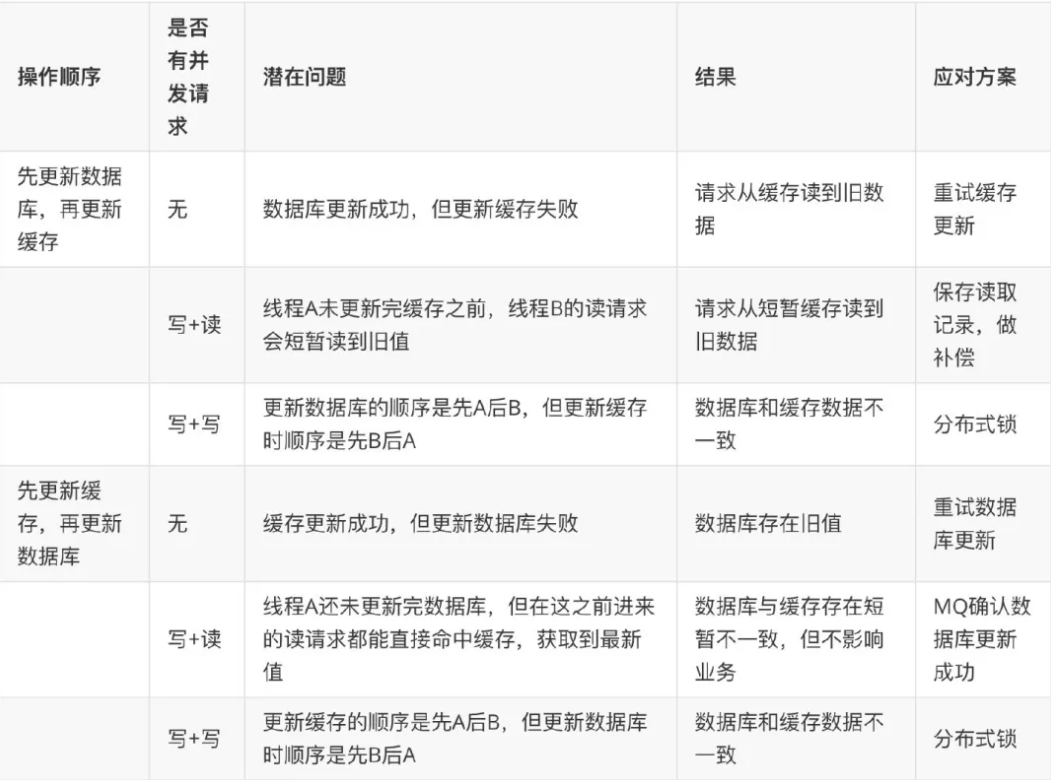 操作顺序
是否
有并
发请
求
潜在问题
结果
应对方案
先更新数据
库，再更新
缓存
无
数据库更新成功，但更新缓存失败
请求从缓存读到旧数
据
重试缓存
更新
写+读
线程A未更新完缓存之前，线程B的读请求
会短暂读到旧值
请求从短暂缓存读到
旧数据
保存读取
记录，做
补偿
写+写
更新数据库的顺序是先A后B，但更新缓存
时顺序是先B后A
数据库和缓存数据不
一致
分布式锁
先更新缓
存，再更新
数据库
无
缓存更新成功，但更新数据库失败
数据库存在旧值
重试数据
库更新
写+读
线程A还未更新完数据库，但在这之前进来
的读请求都能直接命中缓存，获取到最新
值
数据库与缓存存在短
暂不一致，但不影响
业务
MQ确认数
据库更新
成功
写+写
更新缓存的顺序是先A后B，但更新数据库
时顺序是先B后A
数据库和缓存数据不
一致
分布式锁